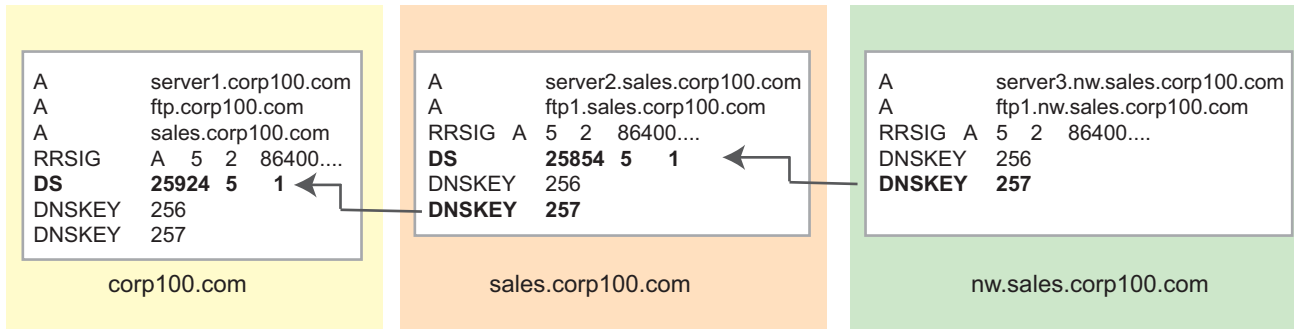 A server1.corp100.com
A ftp.corp100.com
A sales.corp100.com
RRSIG A 5 2 86400....
DS 25924 5 1
DNSKEY 256
DNSKEY 257
corp100.com
A server2.sales.corp100.com
A ftp1.sales.corp100.com
RRSIG A 5 2 86400....
DS 25854 5 1
DNSKEY 256
DNSKEY 257
sales.corp100.com
A server3.nw.sales.corp100.com
A ftp1.nw.sales.corp100.com
RRSIG A 5 2 86400....
DNSKEY 256
DNSKEY 257
nw.sales.corp100.com